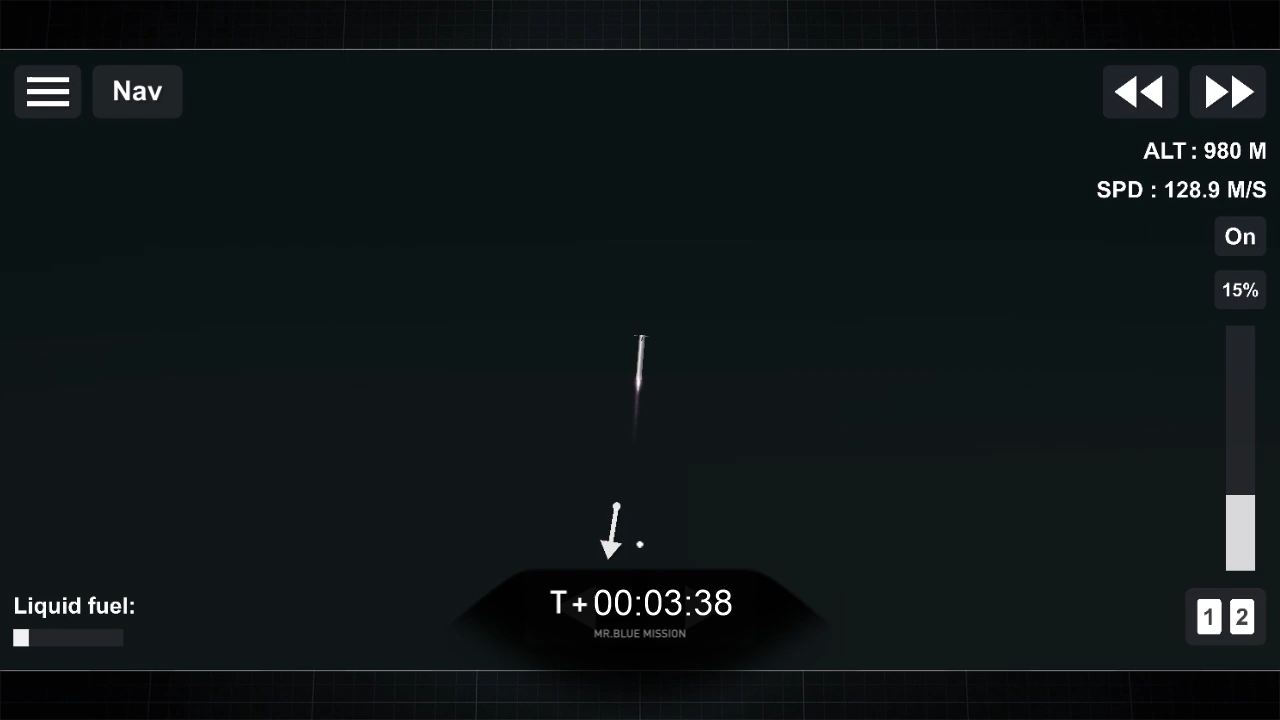 Nav
ALT : 980 M
SPD : 128.9 M/S
On
15%
Liquid fuel:
T+00:03:38
MR.BLUE MISSION
1 2